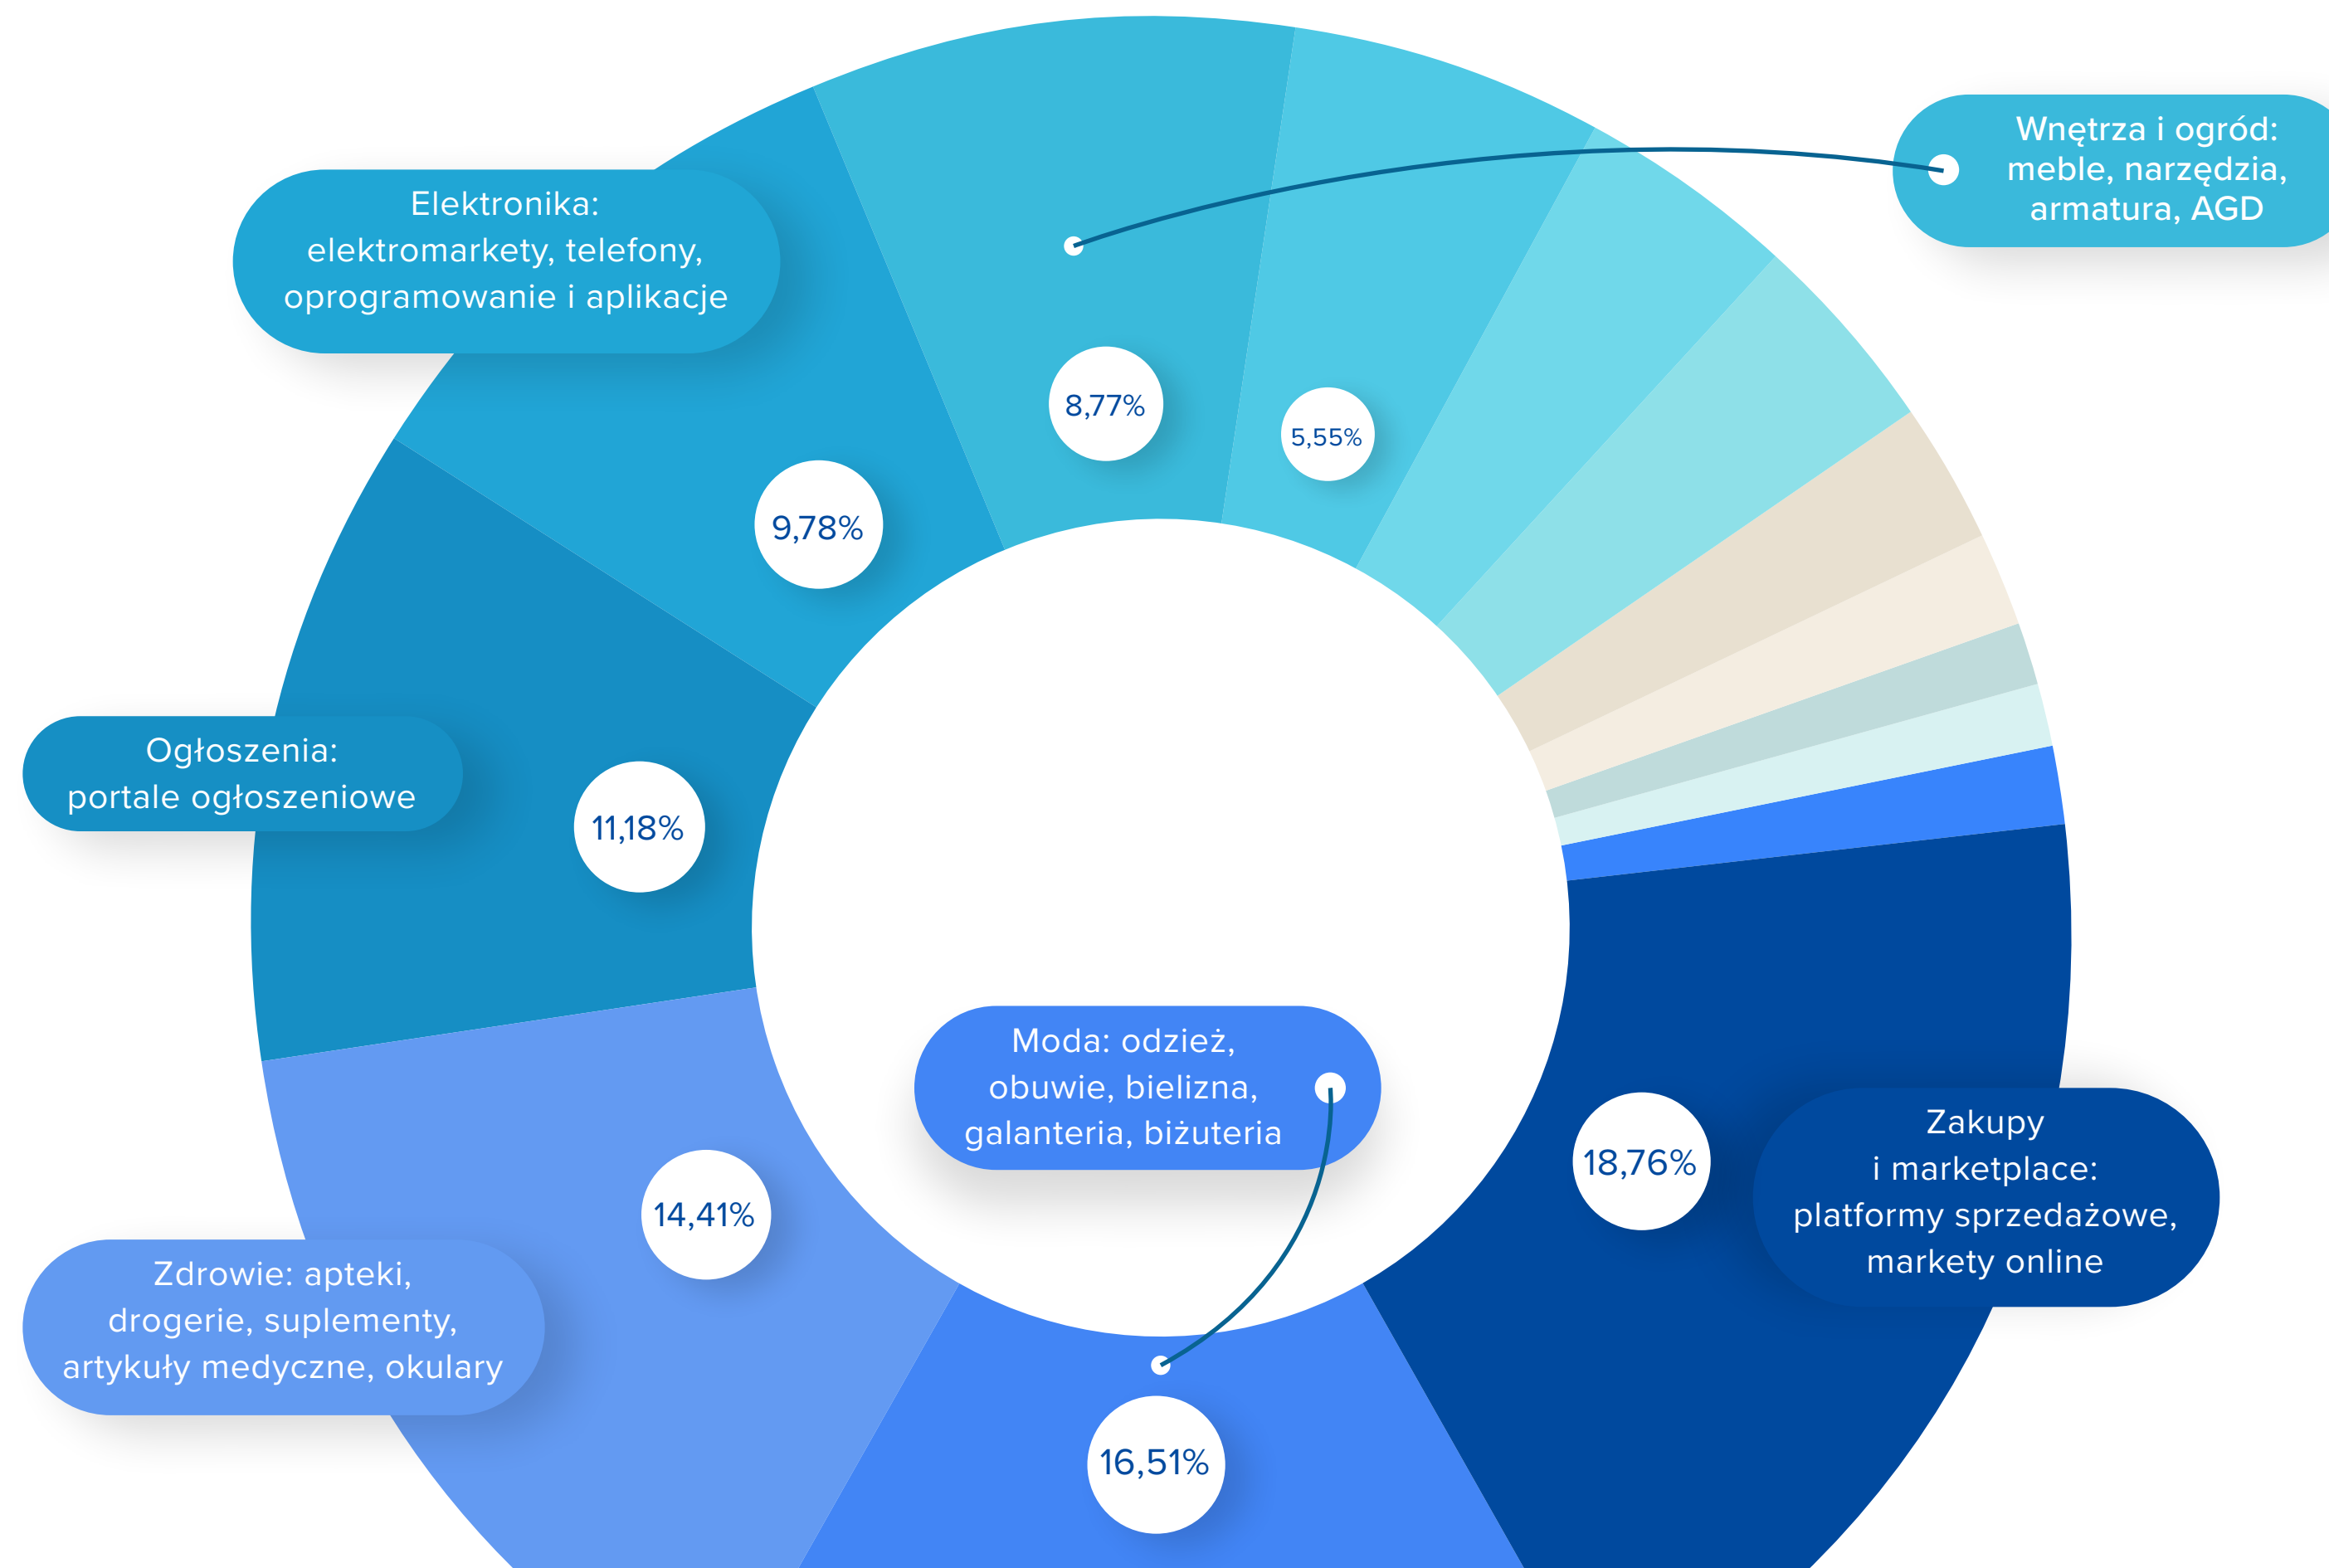 Wnętrza i ogród:
meble, narzędzia,
armatura, AGD
Elektronika:
elektromarkety, telefony,
oprogramowanie i aplikacje
8,77%
5,55%
9,78%
Ogłoszenia:
portale ogłoszeniowe
11,18%
Moda: odzież,
obuwie, bielizna,
galanteria, biżuteria
Zakupy
i marketplace:
platformy sprzedażowe,
markety online
18,76%
14,41%
Zdrowie: apteki,
drogerie, suplementy,
artykuły medyczne, okulary
16,51%